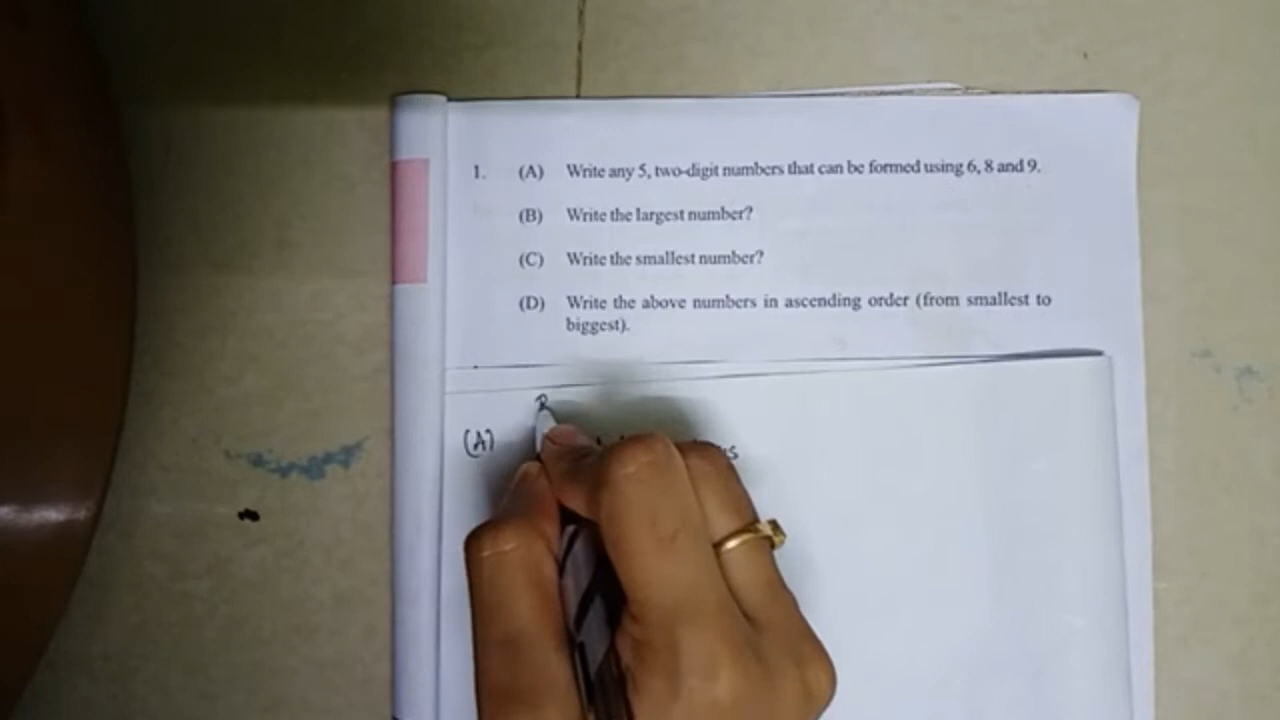 1. (A) Write any 5, two-digit numbers that can be formed using 6, 8 and 9.
(B) Write the largest number?
(C) Write the smallest number?
(D) Write the above numbers in ascending order (from smallest to
biggest).
(A)